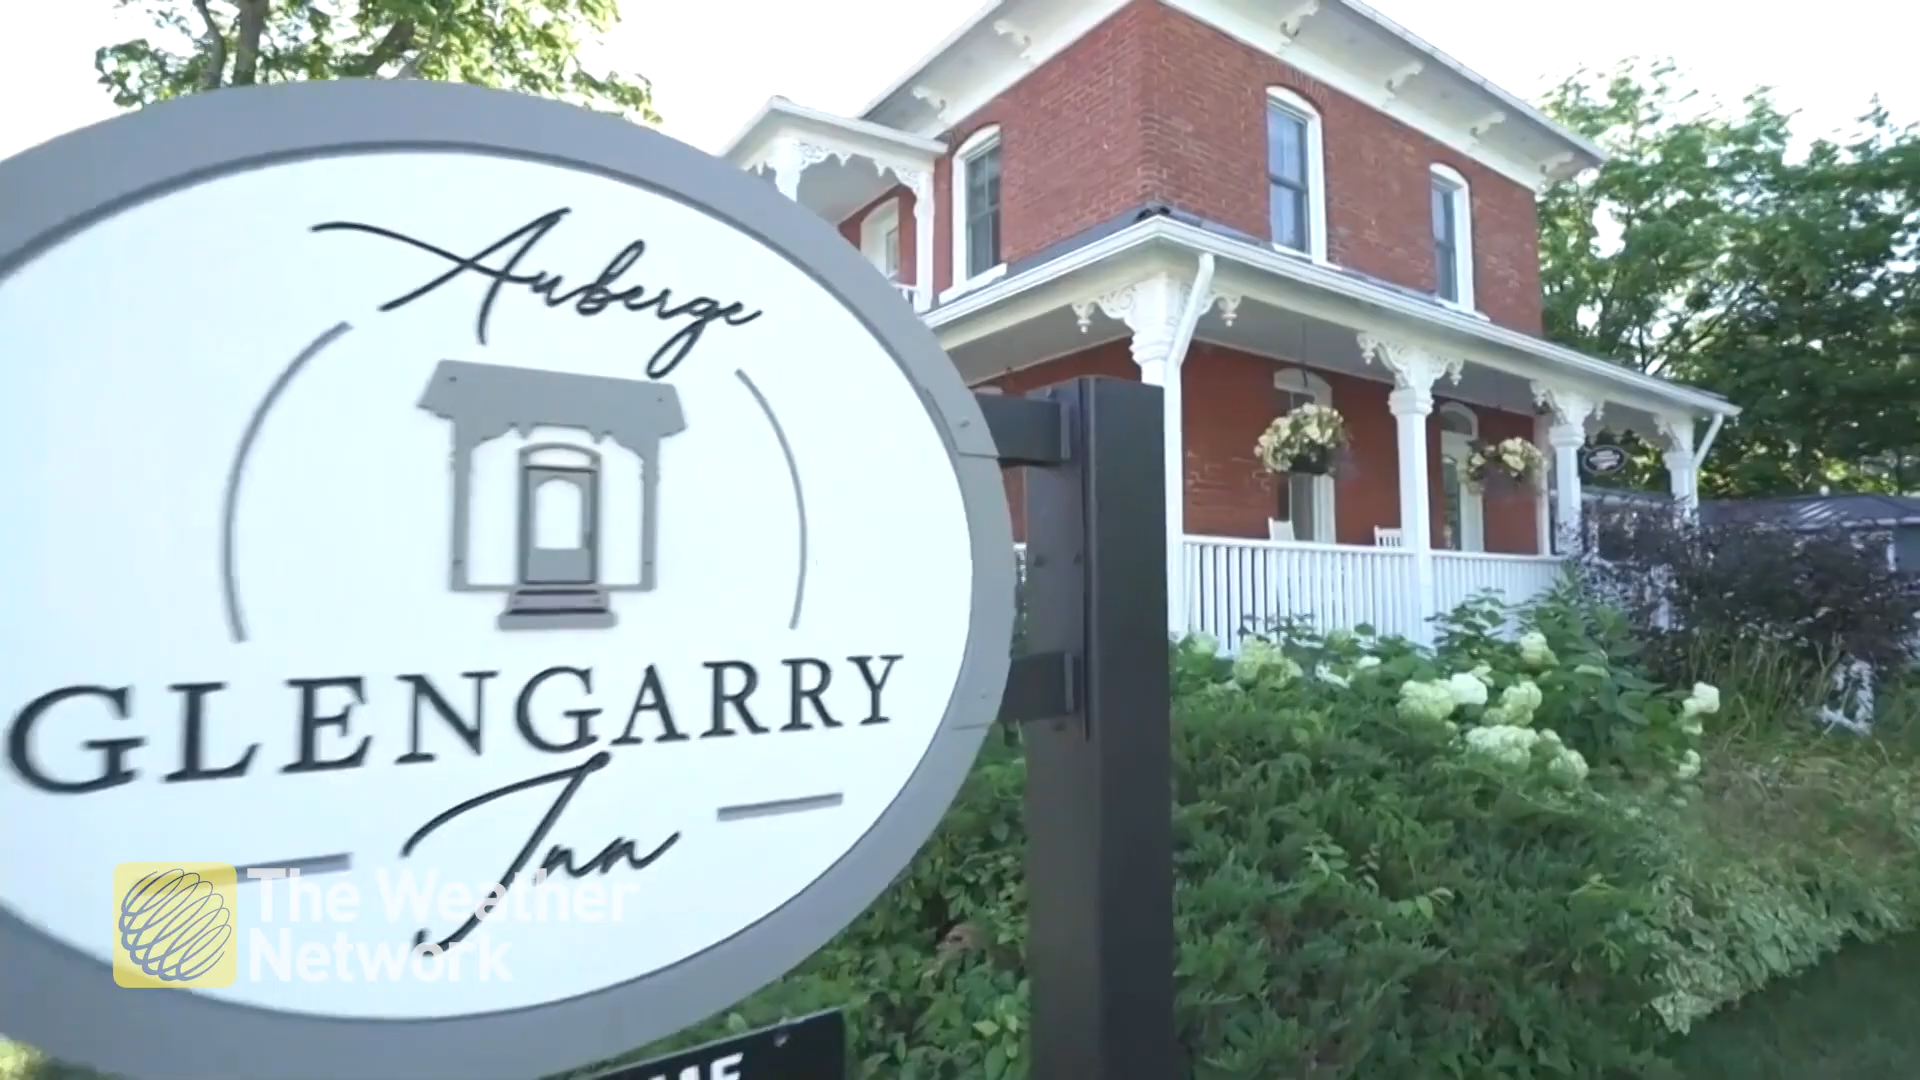 Auberge
GLENGARRY
Inn
The Weather
Network